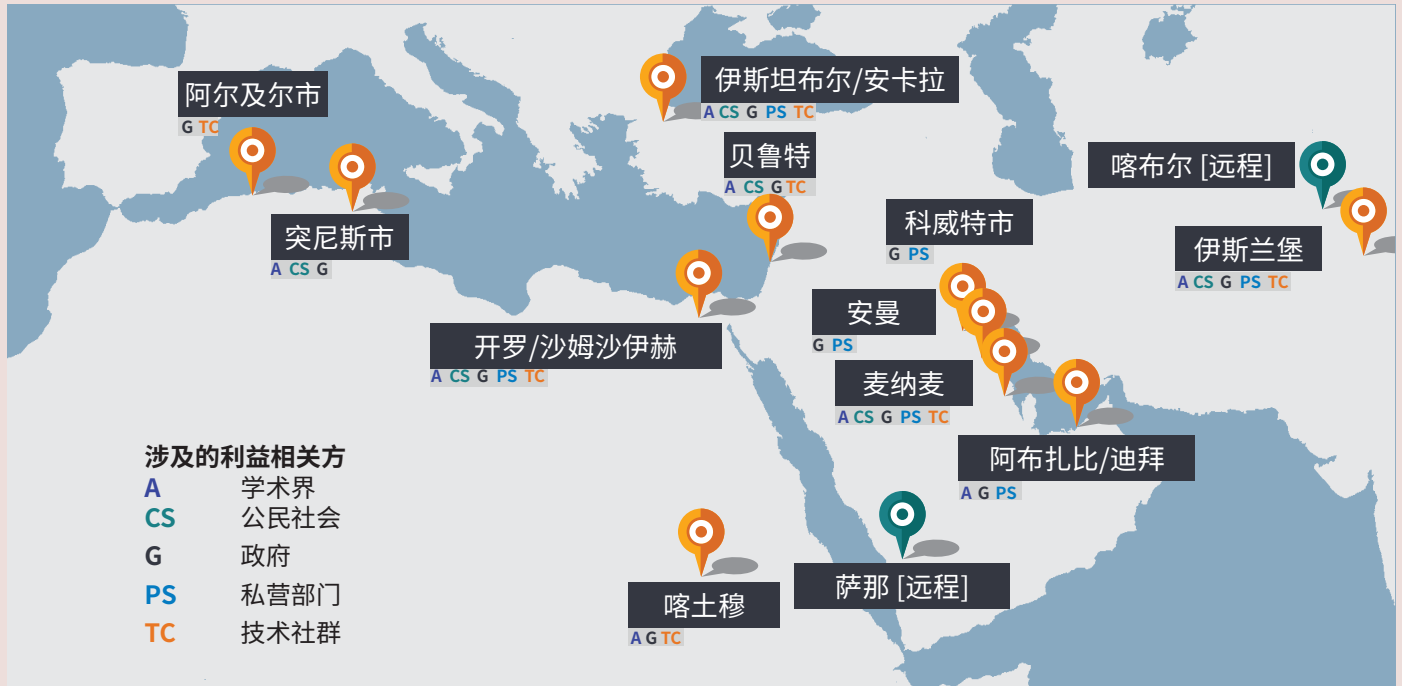 伊斯坦布尔/安卡拉
A CS G PS TC
阿尔及尔市
G TC
贝鲁特
A CS G TC
喀布尔 [远程]
科威特市
G PS
突尼斯市
A CS G
伊斯兰堡
A CS G PS TC
安曼
G PS
开罗/沙姆沙伊赫
A CS G PS TC
麦纳麦
A CS G PS TC
阿布扎比/迪拜
A G PS
涉及的利益相关方
A 学术界
CS 公民社会
G 政府
PS 私营部门
TC 技术社群
萨那 [远程]
喀土穆
A G TC